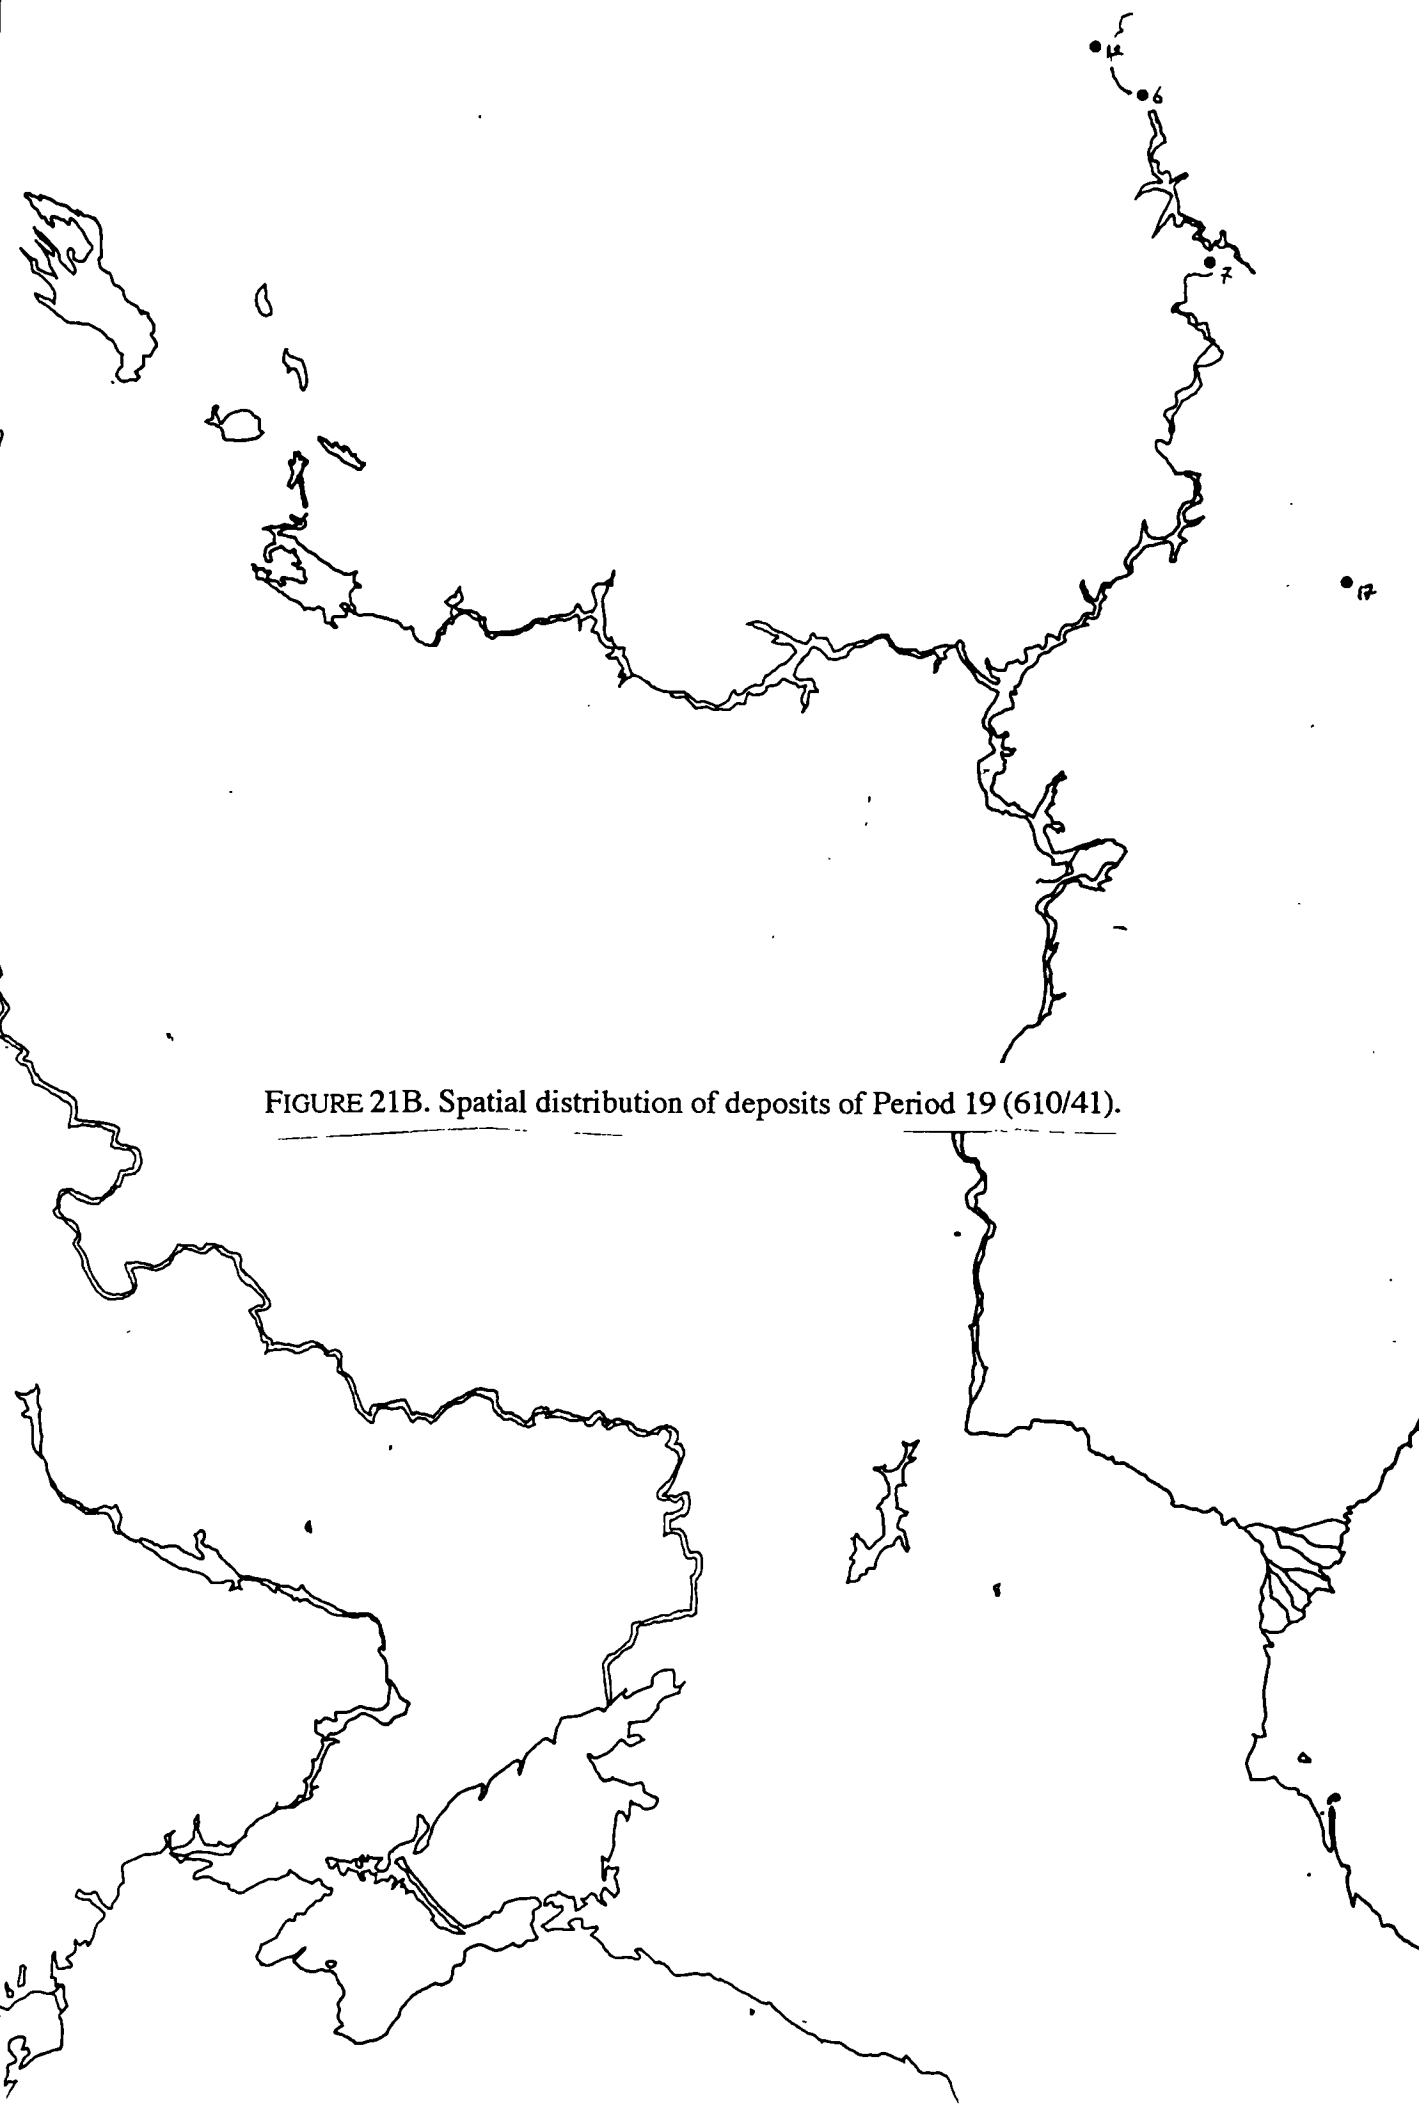 6
7
17
FIGURE 21B. Spatial distribution of deposits of Period 19 (610/41).